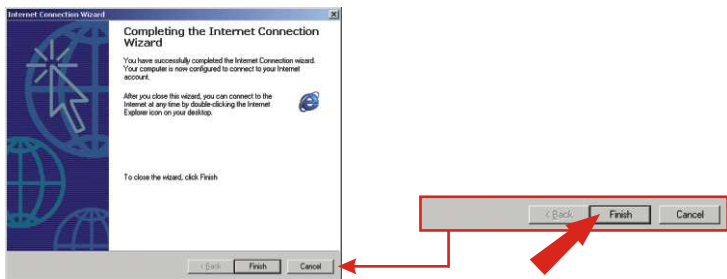 Internet Connection Wizard
Completing the Internet Connection
Wizard
You have successfully completed the Internet Connection wizard.
Your computer is now configured to connect to your Internet
account.
After you close this wizard, you can connect to the
Internet at any time by double-clicking the Internet
Explorer icon on your desktop.
To close the wizard, click Finish
< Back Finish Cancel
< Back Finish Cancel